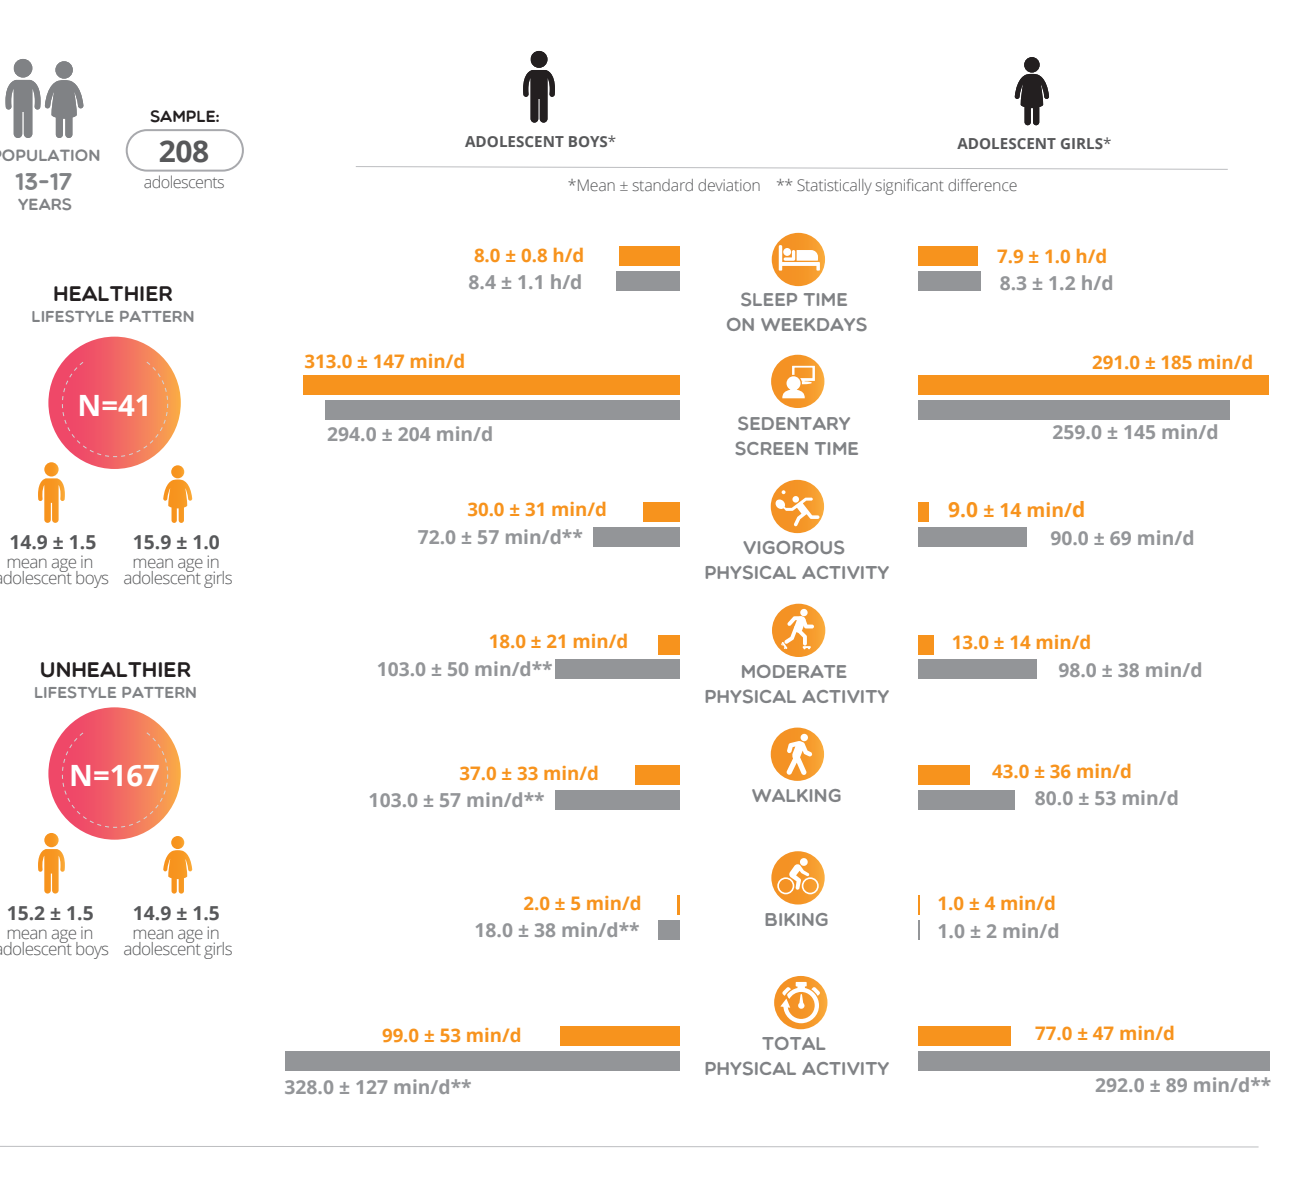 POPULATION
13-17
YEARS
SAMPLE:
208
adolescents
ADOLESCENT BOYS*
ADOLESCENT GIRLS*
*Mean ± standard deviation ** Statistically significant difference
HEALTHIER
LIFESTYLE PATTERN
N=41
14.9 ± 1.5
mean age in
adolescent boys
15.9 ± 1.0
mean age in
adolescent girls
UNHEALTHIER
LIFESTYLE PATTERN
N=167
15.2 ± 1.5
mean age in
adolescent boys
14.9 ± 1.5
mean age in
adolescent girls
8.0 ± 0.8 h/d
8.4 ± 1.1 h/d
SLEEP TIME
ON WEEKDAYS
7.9 ± 1.0 h/d
8.3 ± 1.2 h/d
313.0 ± 147 min/d
294.0 ± 204 min/d
SEDENTARY
SCREEN TIME
291.0 ± 185 min/d
259.0 ± 145 min/d
30.0 ± 31 min/d
72.0 ± 57 min/d**
VIGOROUS
PHYSICAL ACTIVITY
9.0 ± 14 min/d
90.0 ± 69 min/d
18.0 ± 21 min/d
103.0 ± 50 min/d**
MODERATE
PHYSICAL ACTIVITY
13.0 ± 14 min/d
98.0 ± 38 min/d
37.0 ± 33 min/d
103.0 ± 57 min/d**
WALKING
43.0 ± 36 min/d
80.0 ± 53 min/d
2.0 ± 5 min/d
18.0 ± 38 min/d**
BIKING
1.0 ± 4 min/d
1.0 ± 2 min/d
99.0 ± 53 min/d
328.0 ± 127 min/d**
TOTAL
PHYSICAL ACTIVITY
77.0 ± 47 min/d
292.0 ± 89 min/d**